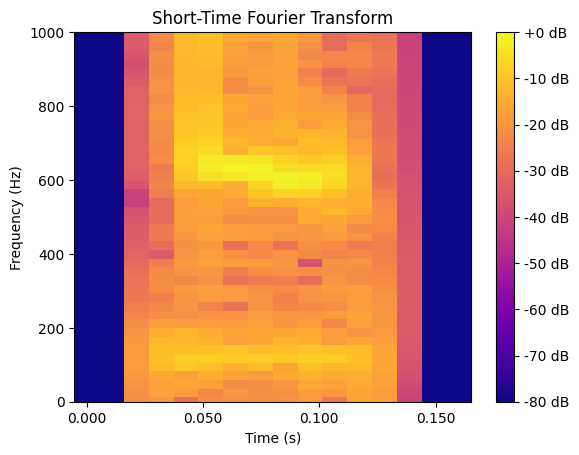 Short-Time Fourier Transform
1000
800
600
400
200
0
Frequency (Hz)
0.000
0.050
0.100
0.150
Time (s)
+0 dB
-10 dB
-20 dB
-30 dB
-40 dB
-50 dB
-60 dB
-70 dB
-80 dB